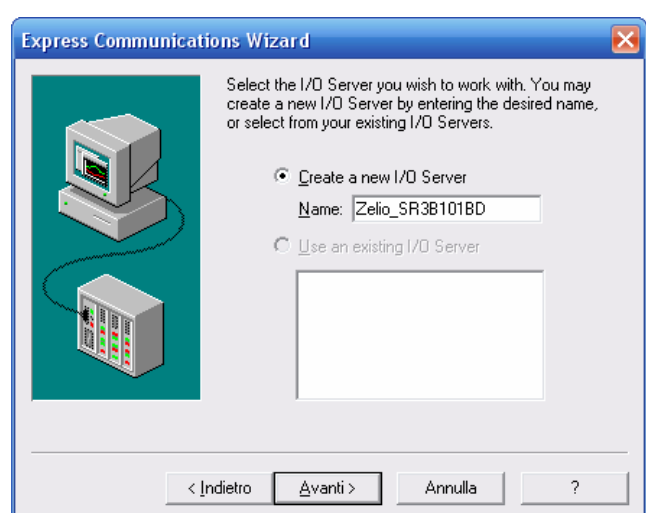 Express Communications Wizard
Select the I/O Server you wish to work with. You may
create a new I/O Server by entering the desired name,
or select from your existing I/O Servers.
Create a new I/O Server
Name: Zelio_SR3B101BD
Use an existing I/O Server
< Indietro Avanti > Annulla ?